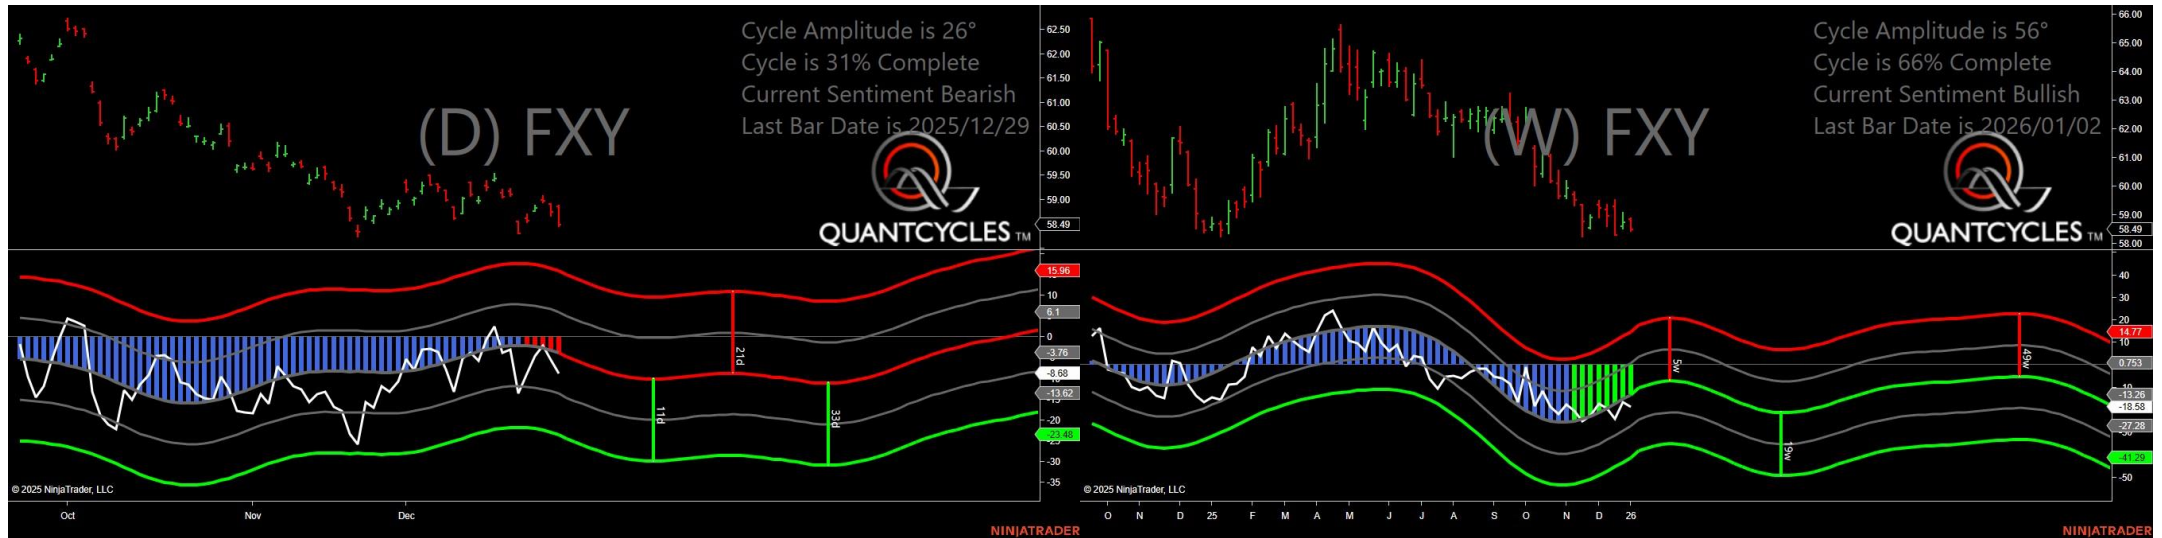 Cycle Amplitude is 26°
Cycle is 31% Complete
Current Sentiment Bearish
Last Bar Date is 2025/12/29
(D) FXY
QUANTCYCLES TM
62.50
62.00
61.50
61.00
60.50
60.00
59.50
59.00
58.49
15.96
10
6.1
0
-3.76
-8.68
-13.62
-20
-23.48
-30
-35
21d
11d
33d
© 2025 NinjaTrader, LLC
Oct Nov Dec
NINJATRADER
Cycle Amplitude is 56°
Cycle is 66% Complete
Current Sentiment Bullish
Last Bar Date is 2026/01/02
(W) FXY
QUANTCYCLES TM
66.00
65.00
64.00
63.00
62.00
61.00
60.00
59.00
58.49
58.00
40
30
20
14.77
10
0.753
-13.26
-18.58
-27.28
-41.29
-50
5w
49w
19w
© 2025 NinjaTrader, LLC
O N D 25 F M A M J J A S O N D 26
NINJATRADER